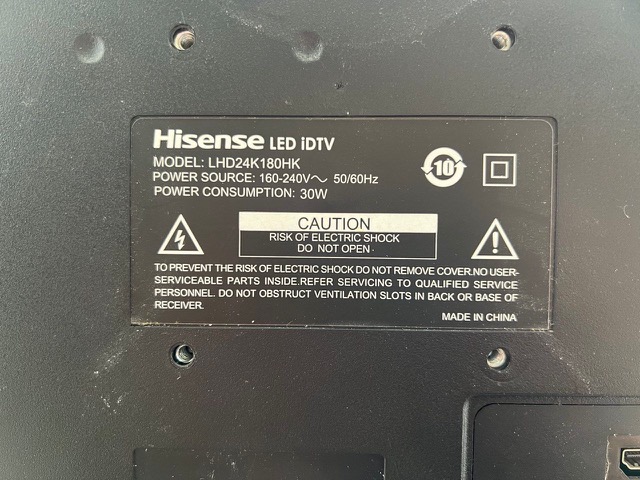 Hisense LED iDTV
MODEL: LHD24K180HK
POWER SOURCE: 160-240V～ 50/60Hz
POWER CONSUMPTION: 30W
10
CAUTION
RISK OF ELECTRIC SHOCK
DO NOT OPEN
TO PREVENT THE RISK OF ELECTRIC SHOCK DO NOT REMOVE COVER.NO USER-
SERVICEABLE PARTS INSIDE.REFER SERVICING TO QUALIFIED SERVICE
PERSONNEL. DO NOT OBSTRUCT VENTILATION SLOTS IN BACK OR BASE OF
RECEIVER.
MADE IN CHINA